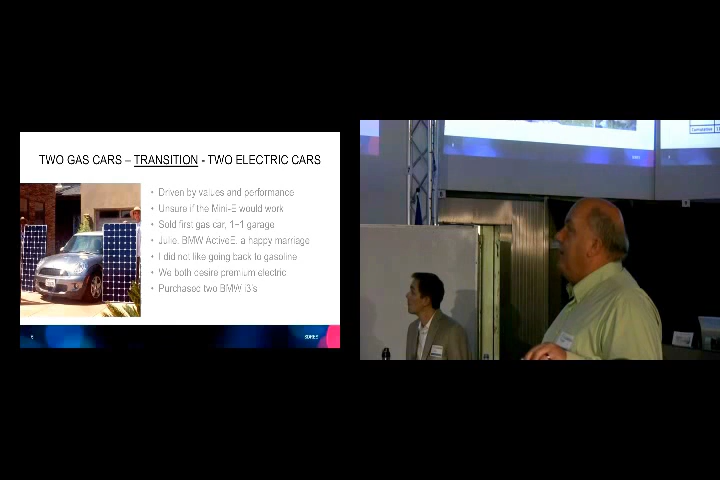 TWO GAS CARS – TRANSITION - TWO ELECTRIC CARS
• Driven by values and performance
• Unsure if the Mini-E would work
• Sold first gas car, 1–1 garage
• Julie. BMW ActiveE, a happy marriage
• I did not like going back to gasoline
• We both desire premium electric
• Purchased two BMW i3's